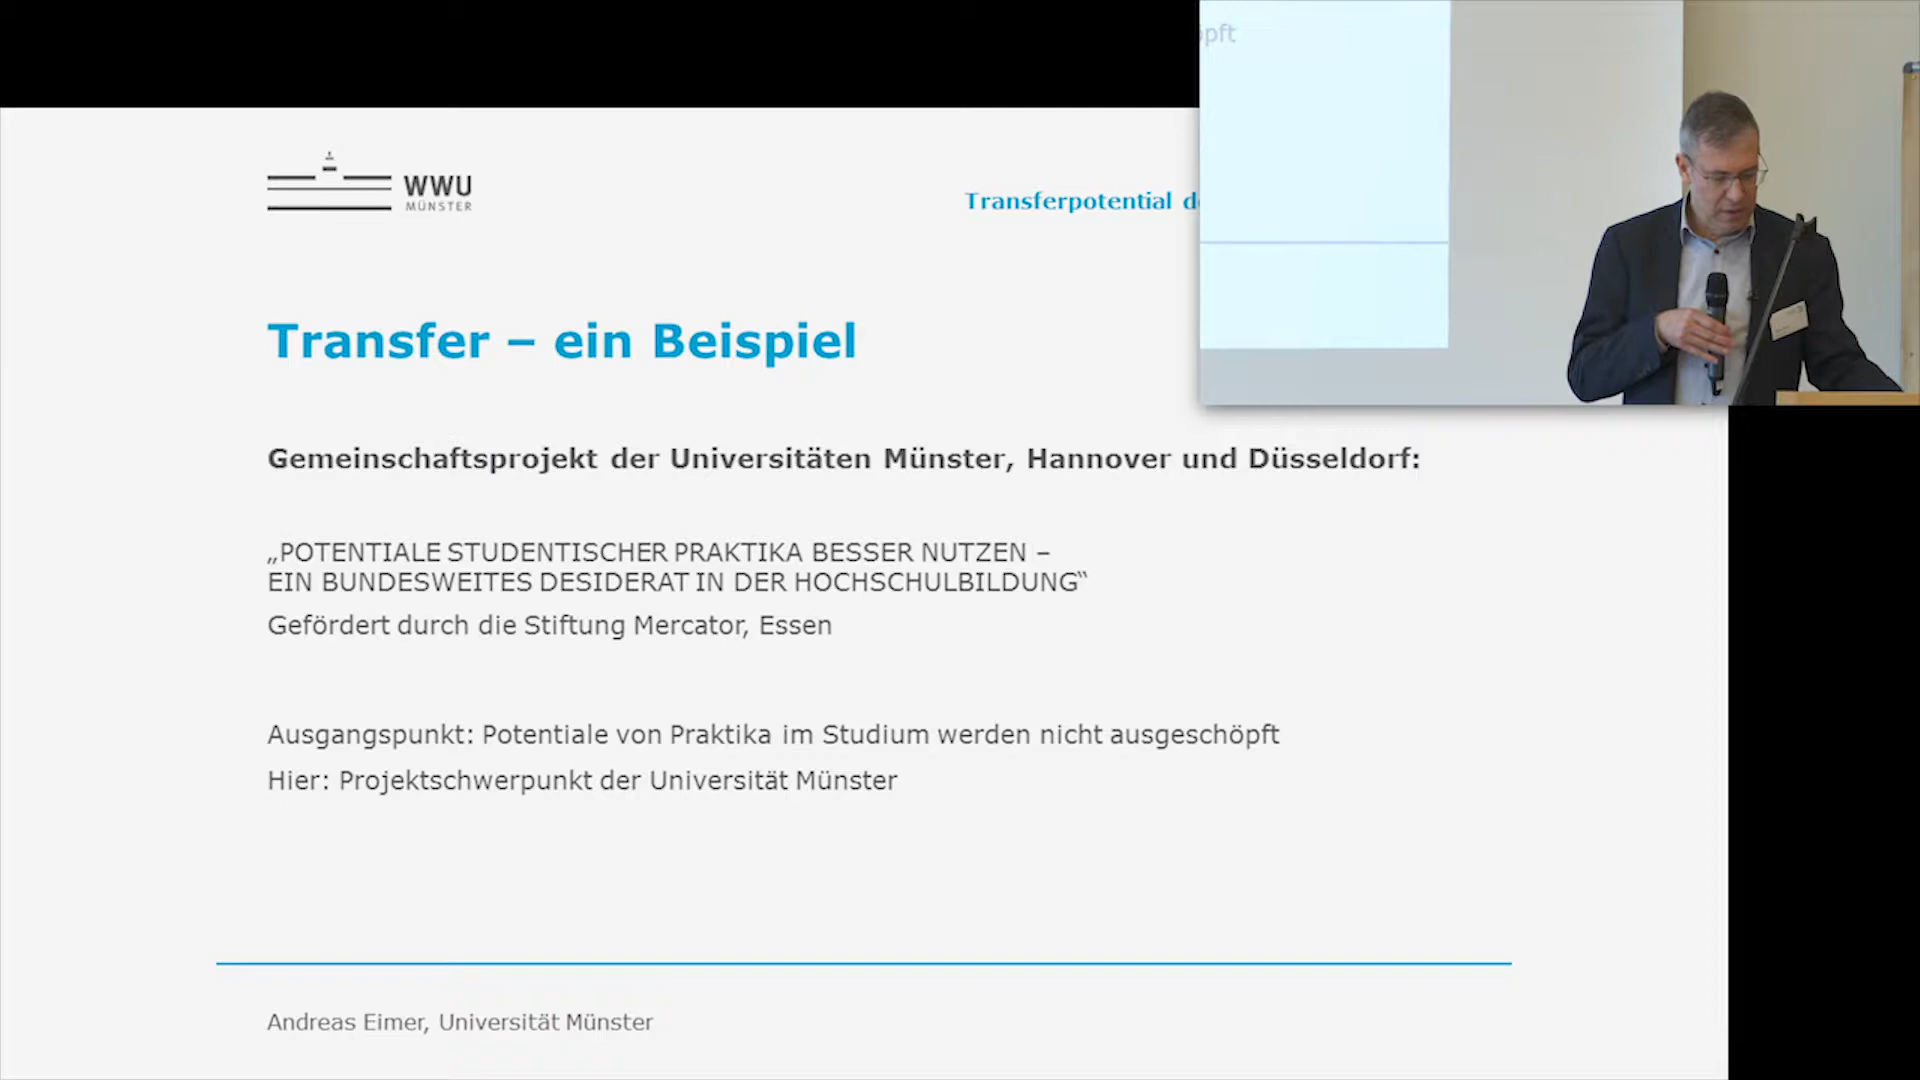 WWU
MÜNSTER
Transferpotential
Transfer – ein Beispiel
Gemeinschaftsprojekt der Universitäten Münster, Hannover und Düsseldorf:
„POTENTIALE STUDENTISCHER PRAKTIKA BESSER NUTZEN –
EIN BUNDESWEITES DESIDERAT IN DER HOCHSCHULBILDUNG“
Gefördert durch die Stiftung Mercator, Essen
Ausgangspunkt: Potentiale von Praktika im Studium werden nicht ausgeschöpft
Hier: Projektschwerpunkt der Universität Münster
Andreas Eimer, Universität Münster